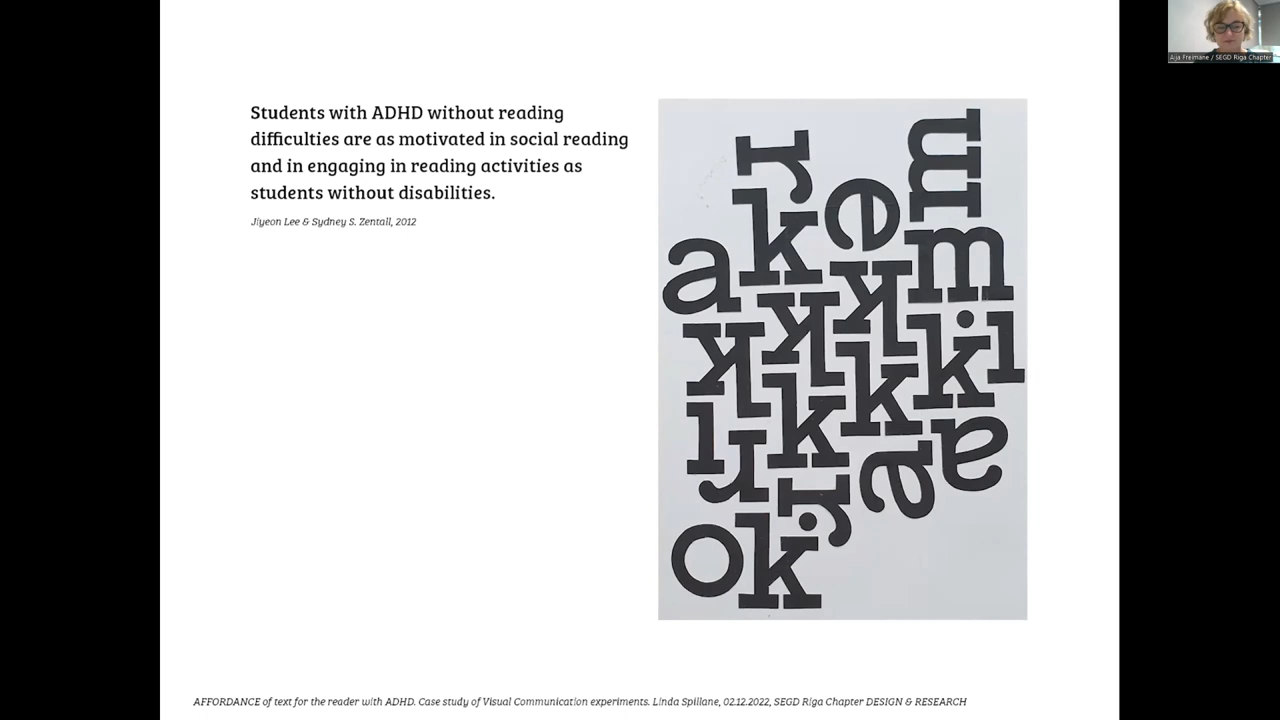 Students with ADHD without reading
difficulties are as motivated in social reading
and in engaging in reading activities as
students without disabilities.
Jiyeon Lee & Sydney S. Zentall, 2012
Aija Freimane / SEGD Riga Chapter
AFFORDANCE of text for the reader with ADHD. Case study of Visual Communication experiments. Linda Spillane, 02.12.2022, SEGD Riga Chapter DESIGN & RESEARCH